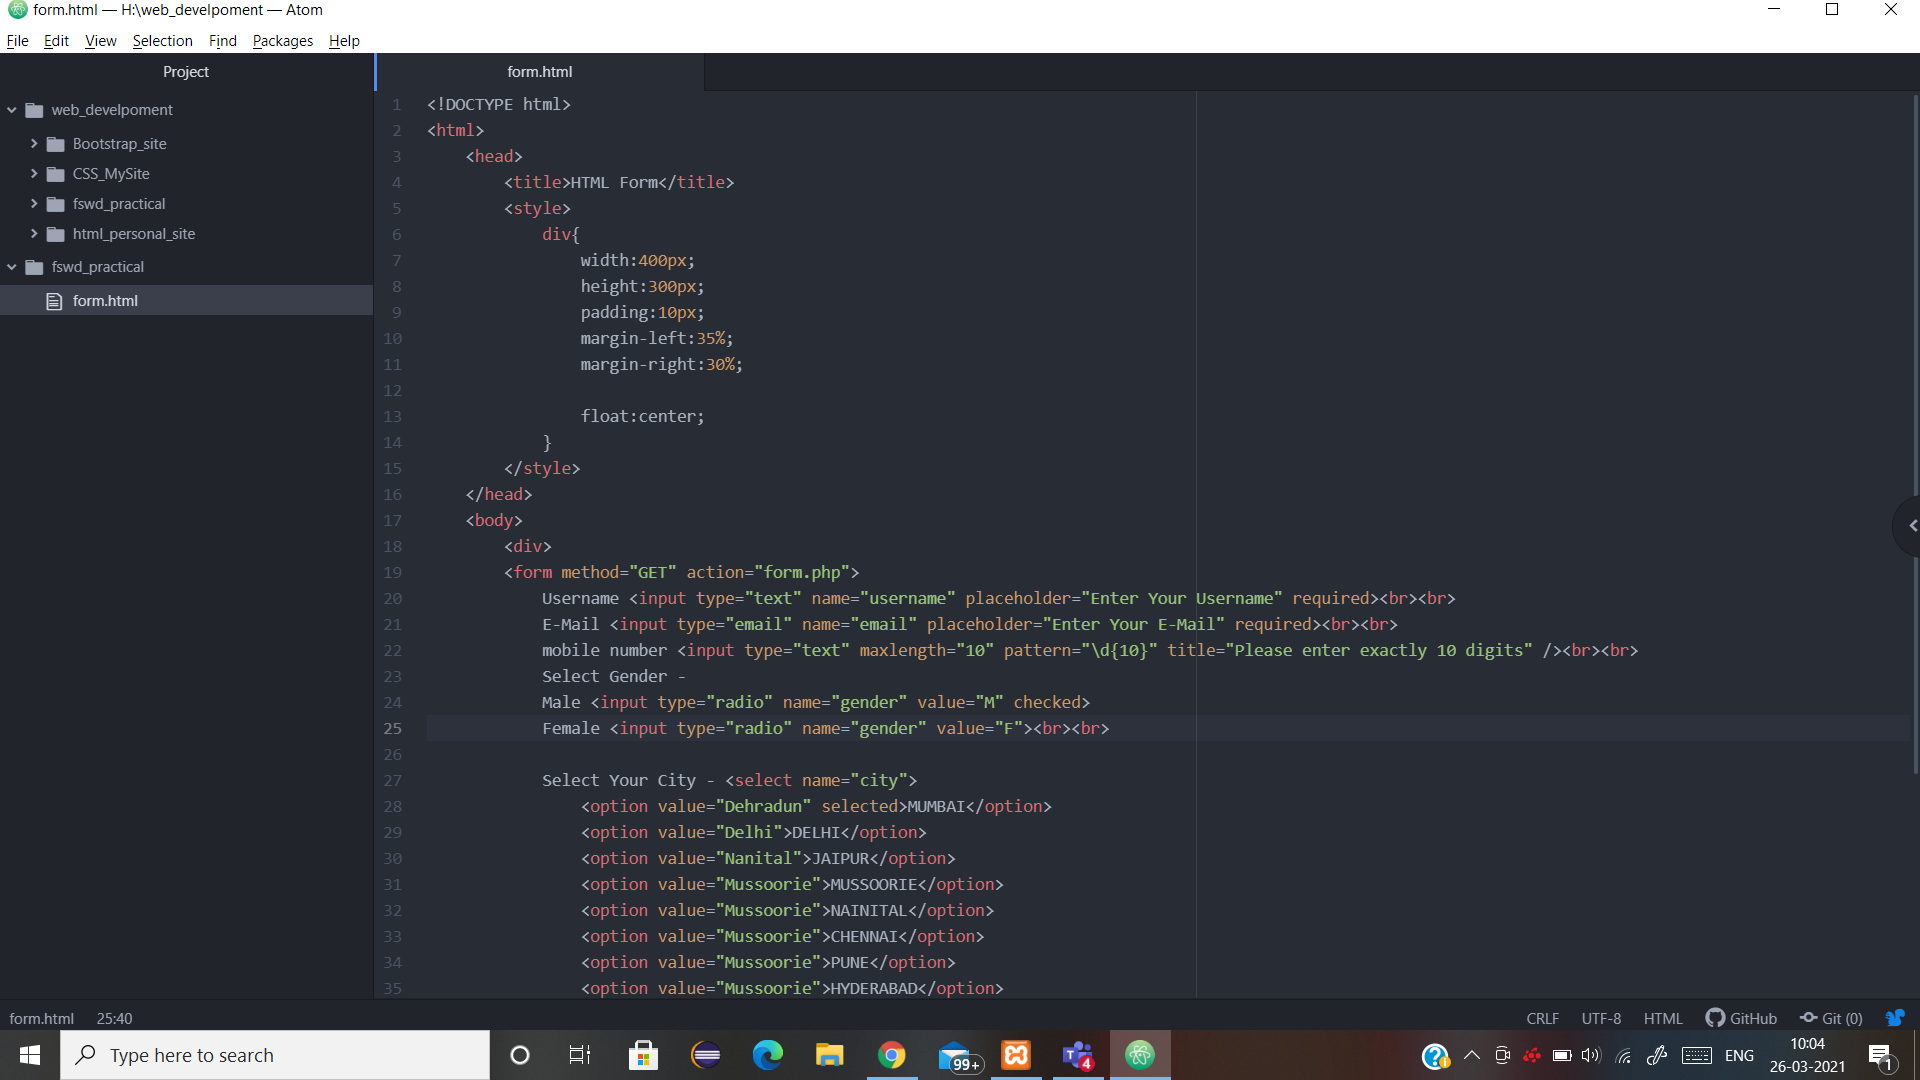 form.html — H:\web_develpoment — Atom
File Edit View Selection Find Packages Help
Project
web_develpoment
Bootstrap_site
CSS_MySite
fswd_practical
html_personal_site
fswd_practical
form.html
form.html
1 <!DOCTYPE html>
2 <html>
3 <head>
4 <title>HTML Form</title>
5 <style>
6 div{
7 width:400px;
8 height:300px;
9 padding:10px;
10 margin-left:35%;
11 margin-right:30%;
12
13 float:center;
14 }
15 </style>
16 </head>
17 <body>
18 <div>
19 <form method="GET" action="form.php">
20 Username <input type="text" name="username" placeholder="Enter Your Username" required><br><br>
21 E-Mail <input type="email" name="email" placeholder="Enter Your E-Mail" required><br><br>
22 mobile number <input type="text" maxlength="10" pattern="\d{10}" title="Please enter exactly 10 digits" /><br><br>
23 Select Gender -
24 Male <input type="radio" name="gender" value="M" checked>
25 Female <input type="radio" name="gender" value="F"><br><br>
26
27 Select Your City - <select name="city">
28 <option value="Dehradun" selected>MUMBAI</option>
29 <option value="Delhi">DELHI</option>
30 <option value="Nanital">JAIPUR</option>
31 <option value="Mussoorie">MUSSOORIE</option>
32 <option value="Mussoorie">NAINITAL</option>
33 <option value="Mussoorie">CHENNAI</option>
34 <option value="Mussoorie">PUNE</option>
35 <option value="Mussoorie">HYDERABAD</option>
form.html 25:40
CRLF UTF-8 HTML GitHub Git (0)
Type here to search
99+
4
ENG
10:04
26-03-2021
1